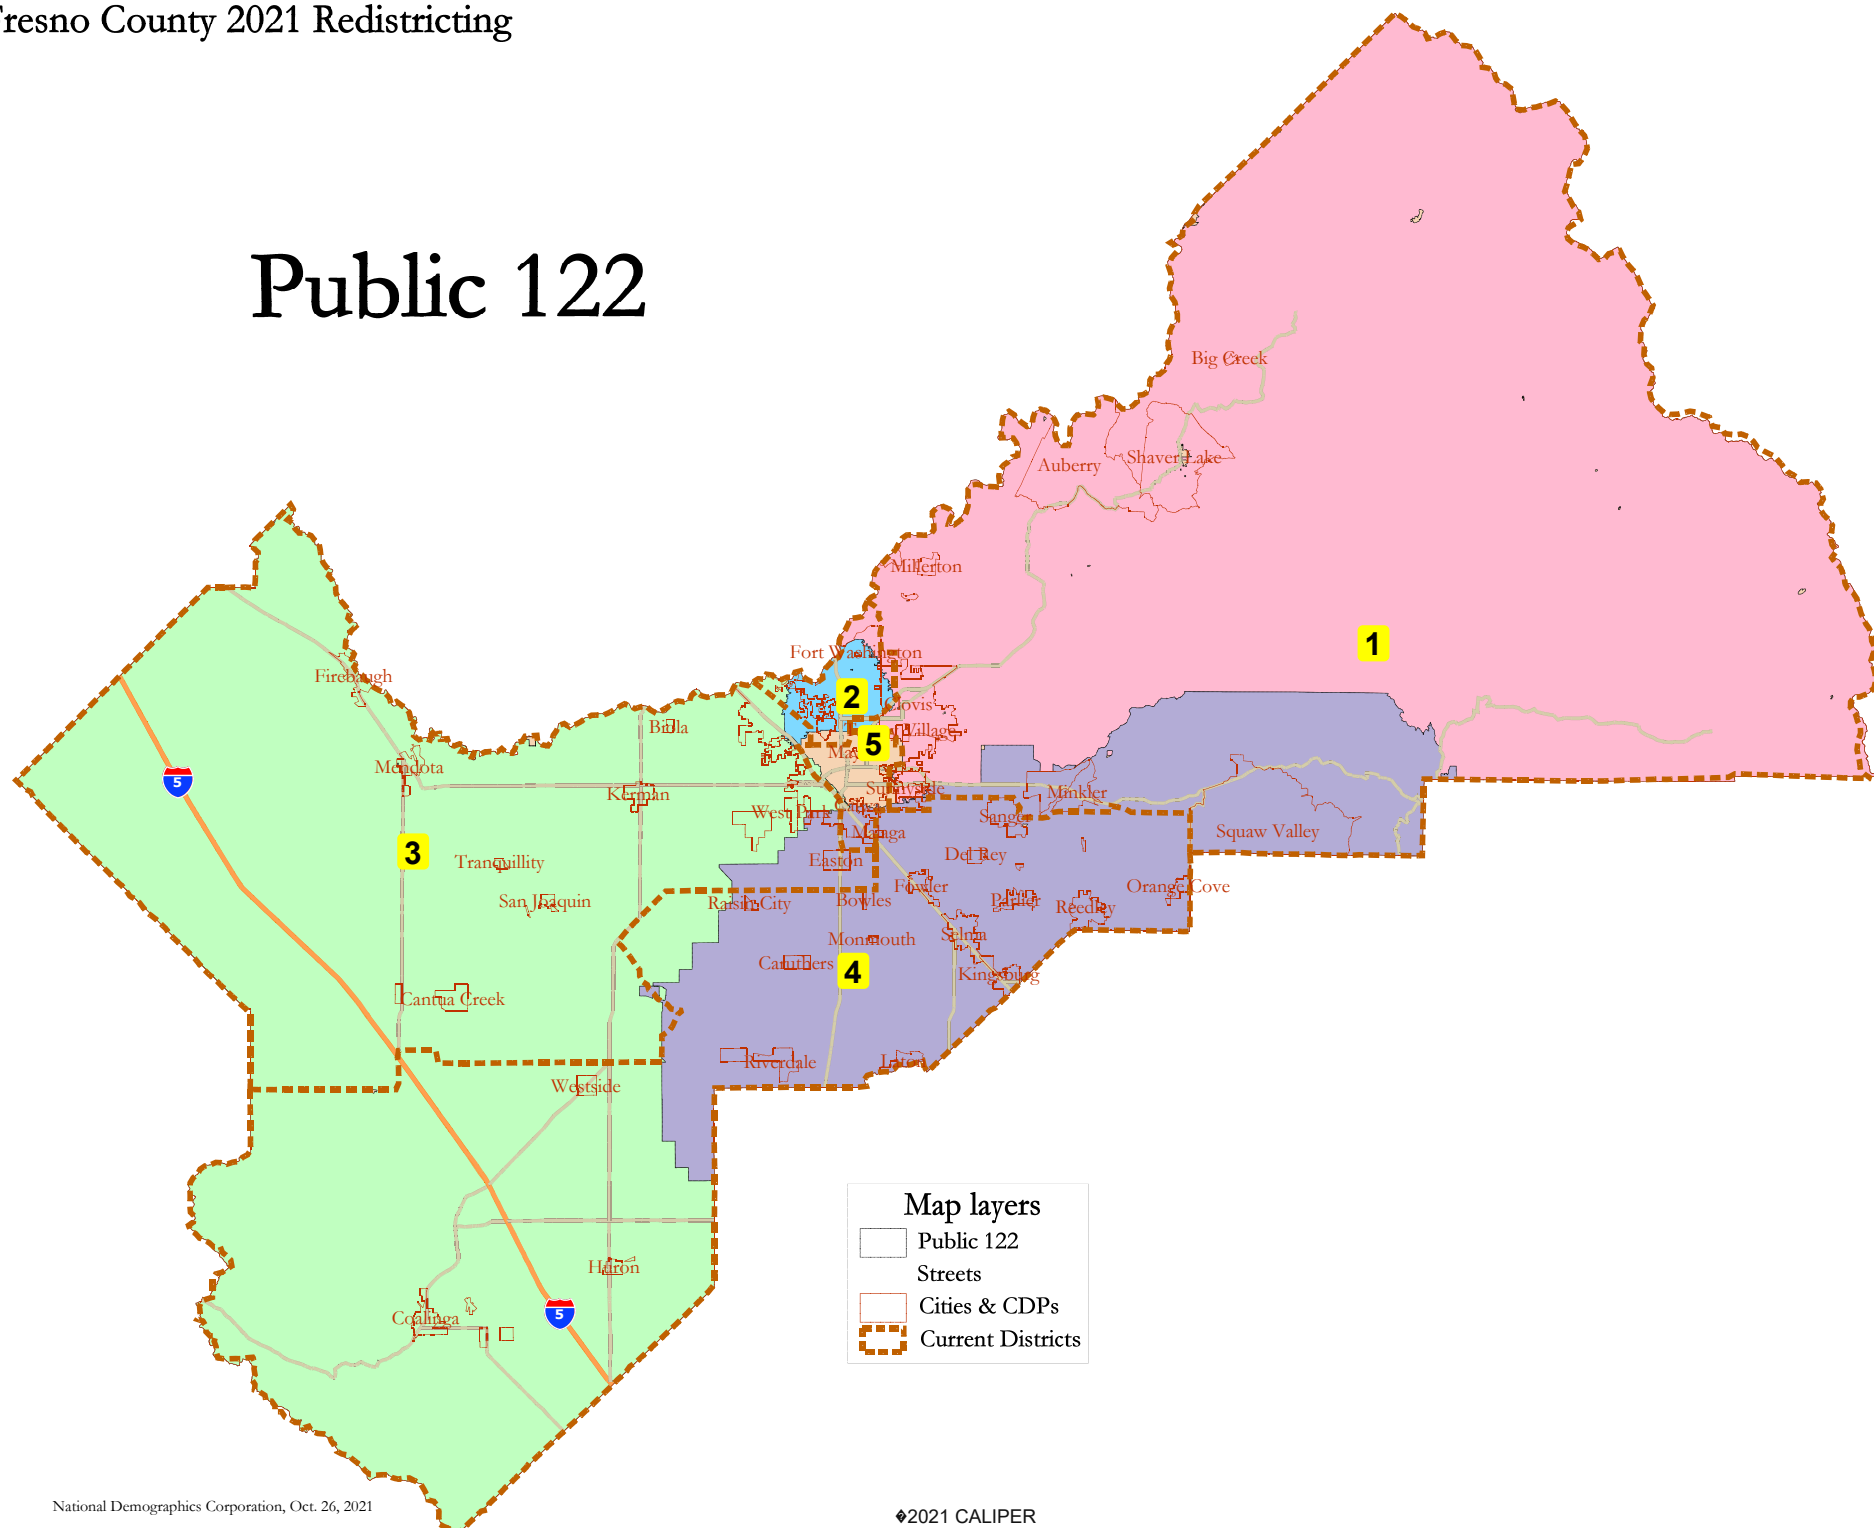 resno County 2021 Redistricting
Public 122
Big Creek
Auberry
Shaver Lake
Millerton
Fort Washington
Firebaugh
2
Clovis
1
Biola
Village
5
5
Mendota
Kerman
Sunnyside
Minkler
West Park
Sanger
Malaga
Squaw Valley
3
Tranquillity
Easton
Del Rey
San Joaquin
Raisin City
Bowles
Fowler
Parlier
Reedley
Orange Cove
Monmouth
Selma
Caruthers
4
Kingsburg
Cantua Creek
Riverdale
Laton
Westside
Huron
5
Coalinga
Map layers
Public 122
Streets
Cities & CDPs
Current Districts
National Demographics Corporation, Oct. 26, 2021
�2021 CALIPER